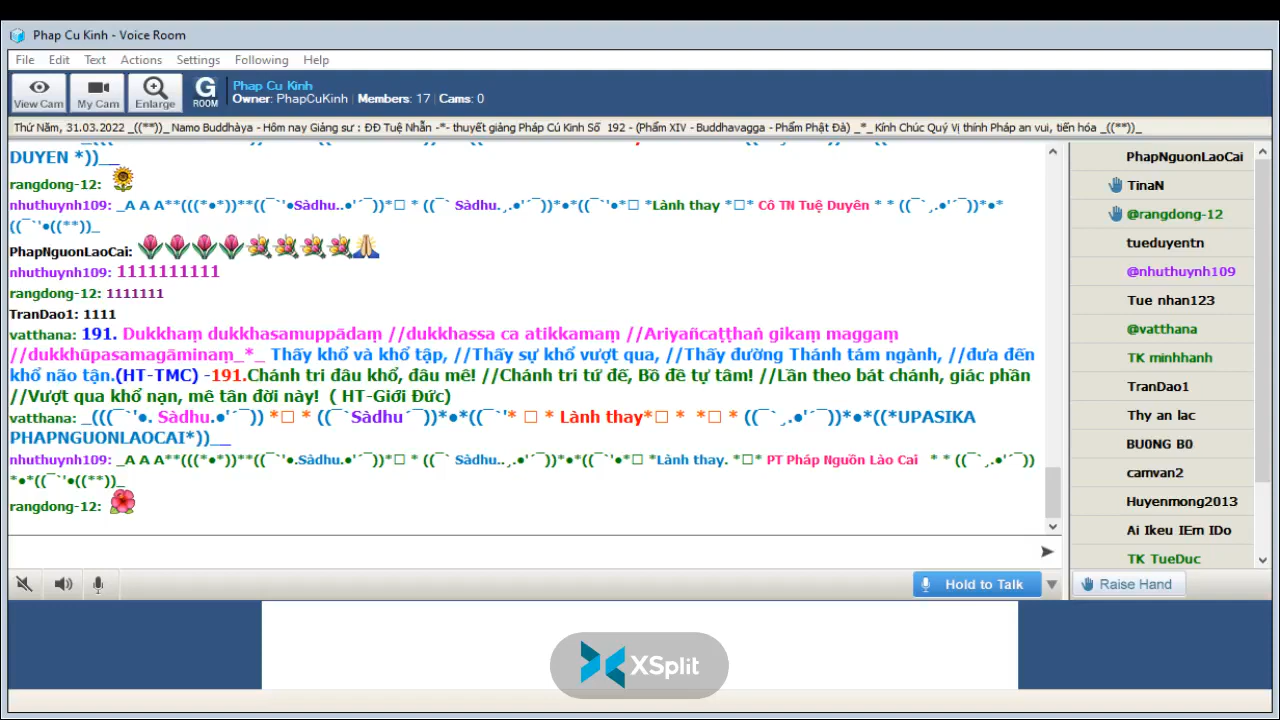 Phap Cu Kinh - Voice Room
File Edit Text Actions Settings Following Help
View Cam My Cam Enlarge G ROOM
Phap Cu Kinh
Owner: PhapCuKinh | Members: 17 | Cams: 0
Thứ Năm, 31.03.2022 _((**))_ Namo Buddhàya - Hôm nay Giảng sư : ĐĐ Tuệ Nhẫn -*- thuyết giảng Pháp Cú Kinh Số 192 - (Phẩm XIV - Buddhavagga - Phẩm Phật Đà) _*_ Kính Chúc Quý Vị thính Pháp an vui, tiến hóa _((**))_
DUYEN *))__
rangdong-12:
nhuthuynh109: _A A A**(((*●*))**((¯`'●Sàdhu..●'´¯))*□ * ((¯` Sàdhu.¸.●'´¯))*●*((¯`'●*□ *Lành thay *□* Cô TN Tuệ Duyên * * ((¯`¸.●'´¯))*●*
((¯`'●((**))_
PhapNguonLaoCai:
nhuthuynh109: 1111111111
rangdong-12: 1111111
TranDao1: 1111
vatthana: 191. Dukkhaṃ dukkhasamuppādaṃ //dukkhassa ca atikkamaṃ //Ariyañcaṭṭhaṅ gikaṃ maggaṃ
//dukkhūpasamagāminaṃ_*_ Thấy khổ và khổ tập, //Thấy sự khổ vượt qua, //Thấy đường Thánh tám ngành, //đưa đến
khổ não tận.(HT-TMC) -191.Chánh tri đâu khổ, đâu mê! //Chánh tri tứ đế, Bồ đề tự tâm! //Lần theo bát chánh, giác phần
//Vượt qua khổ nạn, mê tân đời này! ( HT-Giới Đức)
vatthana: _(((¯`'●. Sàdhu.●'´¯)) *□ * ((¯`Sàdhu´¯))*●*((¯`'* □ * Lành thay*□ * *□ * ((¯`¸.●'´¯))*●*((*UPASIKA
PHAPNGUONLAOCAI*))__
nhuthuynh109: _A A A**(((*●*))**((¯`'●.Sàdhu.●'´¯))*□ * ((¯` Sàdhu..¸.●'´¯))*●*((¯`'●*□ *Lành thay. *□* PT Pháp Nguồn Lào Cai * * ((¯`¸.●'´¯))
*●*((¯`'●((**))_
rangdong-12:
PhapNguonLaoCai
TinaN
@rangdong-12
tueduyentn
@nhuthuynh109
Tue nhan123
@vatthana
TK minhhanh
TranDao1
Thy an lac
BU0NG B0
camvan2
Huyenmong2013
Ai lkeu IEm IDo
TK TueDuc
Hold to Talk
Raise Hand
XSplit